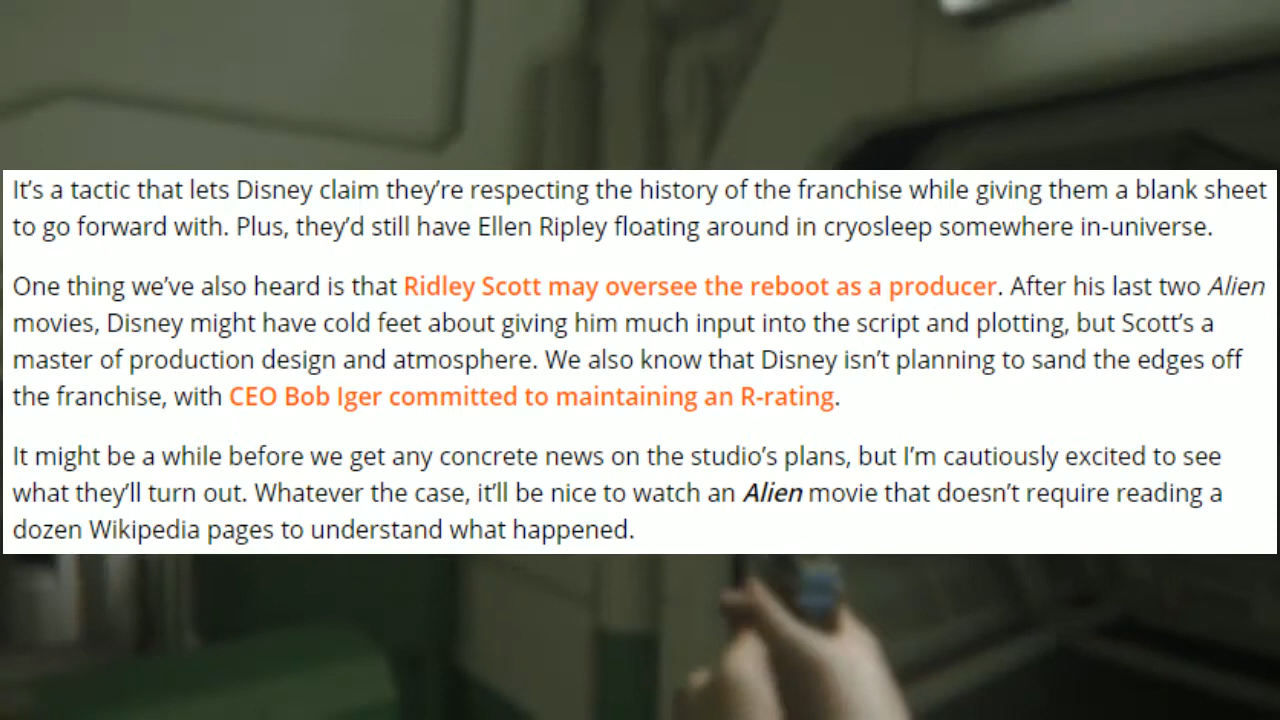 It’s a tactic that lets Disney claim they’re respecting the history of the franchise while giving them a blank sheet
to go forward with. Plus, they’d still have Ellen Ripley floating around in cryosleep somewhere in-universe.
One thing we’ve also heard is that Ridley Scott may oversee the reboot as a producer. After his last two Alien
movies, Disney might have cold feet about giving him much input into the script and plotting, but Scott’s a
master of production design and atmosphere. We also know that Disney isn’t planning to sand the edges off
the franchise, with CEO Bob Iger committed to maintaining an R-rating.
It might be a while before we get any concrete news on the studio’s plans, but I’m cautiously excited to see
what they’ll turn out. Whatever the case, it’ll be nice to watch an Alien movie that doesn’t require reading a
dozen Wikipedia pages to understand what happened.